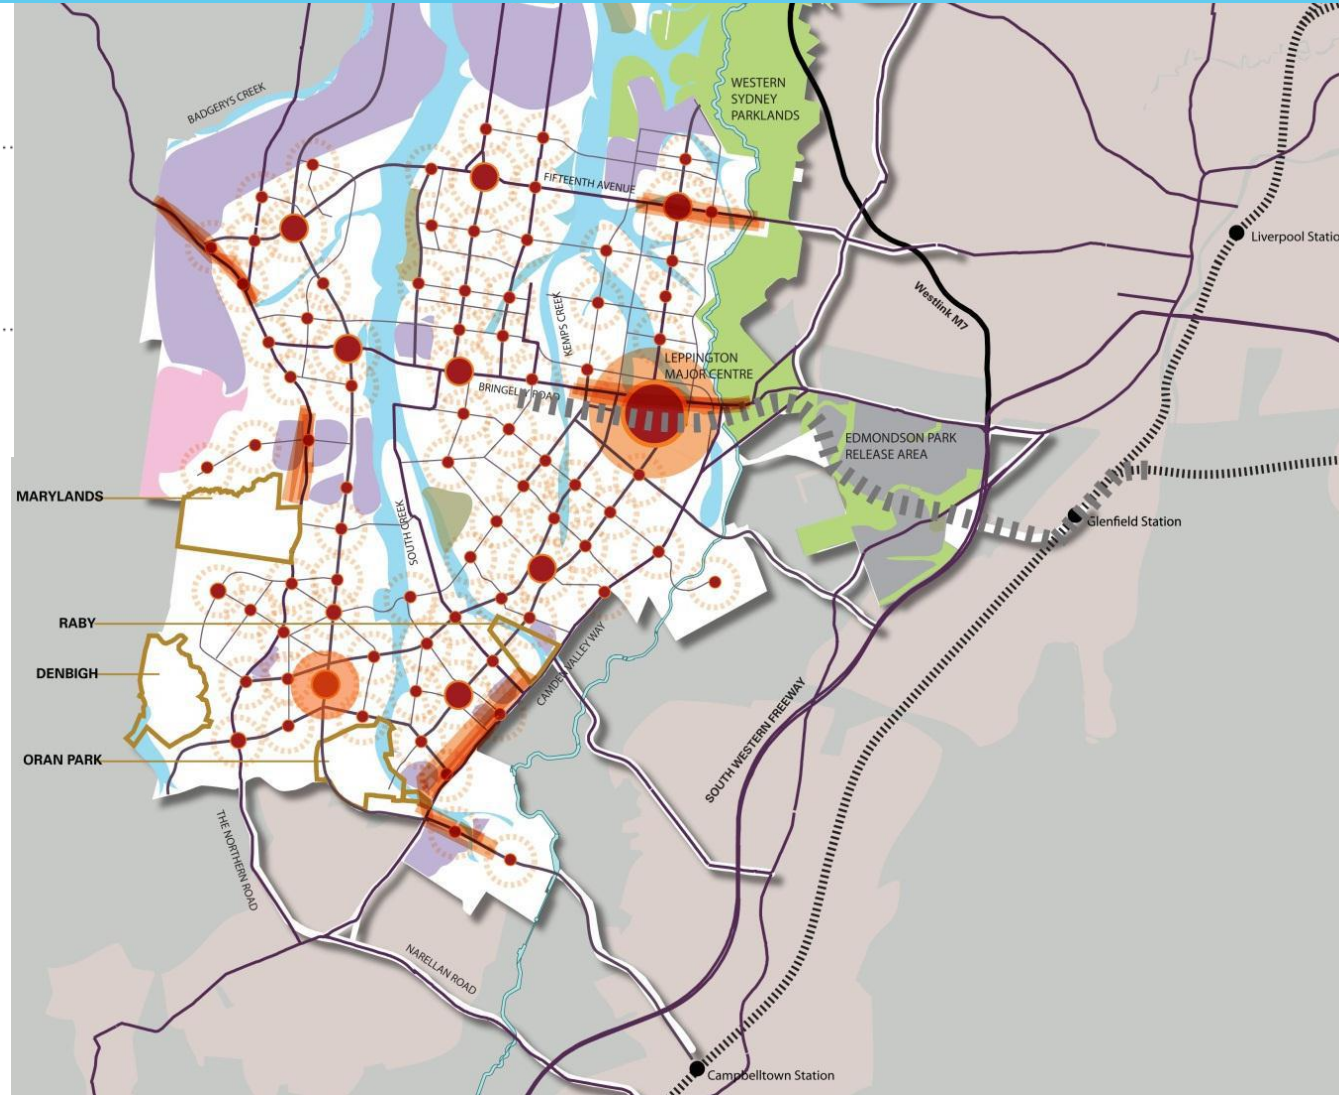 BADGERYS CREEK
WESTERN
SYDNEY
PARKLANDS
FIFTEENTH AVENUE
Liverpool Statio
Westlink M7
KEMPS CREEK
LEPPINGTON
MAJOR CENTRE
BRINGELLY ROAD
EDMONDSON PARK
RELEASE AREA
MARYLANDS
SOUTH CREEK
Glenfield Station
RABY
DENBIGH
CAMDEN VALLEY WAY
SOUTH WESTERN FREEWAY
ORAN PARK
THE NORTHERN ROAD
NARELLAN ROAD
Campbelltown Station